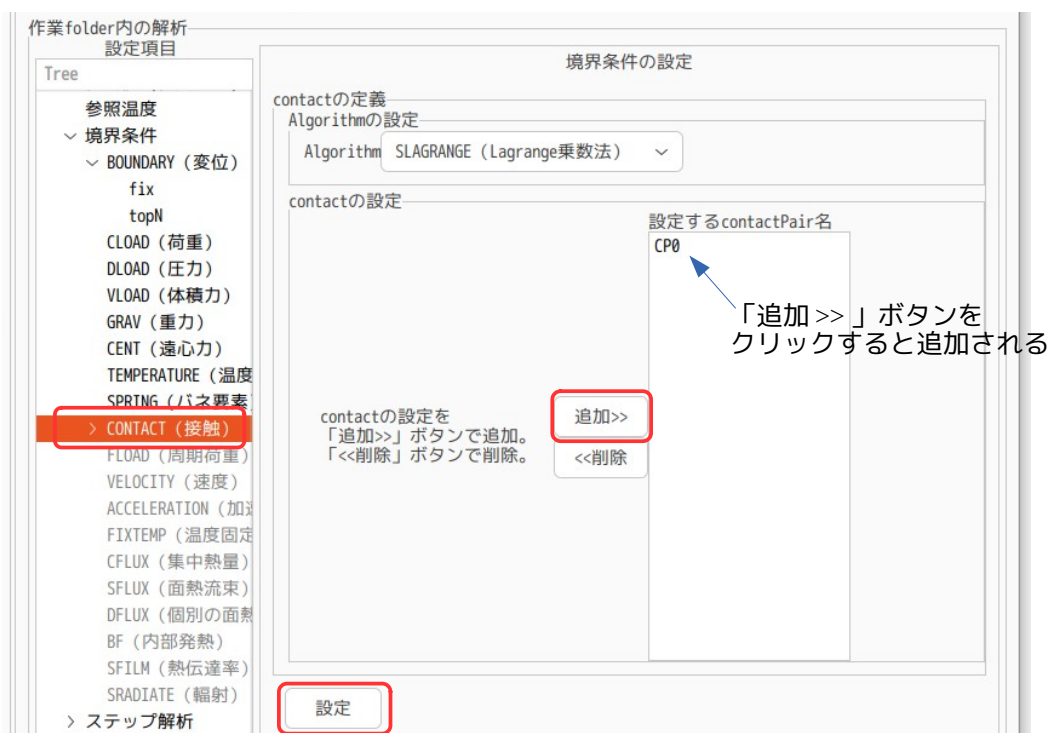 作業folder内の解析
設定項目
Tree
参照温度
境界条件
BOUNDARY (変位)
fix
topN
CLOAD (荷重)
DLOAD (圧力)
VLOAD (体積力)
GRAV (重力)
CENT (遠心力)
TEMPERATURE (温度
SPRING (バネ要素)
CONTACT (接触)
FLOAD (周期荷重)
VELOCITY (速度)
ACCELERATION (加速
FIXTEMP (温度固定
CFLUX (集中熱量)
SFLUX (面熱流束)
DFLUX (個別の面熱
BF (内部発熱)
SFILM (熱伝達率)
SRADIATE (輻射)
ステップ解析
境界条件の設定
contactの定義
Algorithmの設定
Algorithm SLAGRANGE (Lagrange乗数法)
contactの設定
設定するcontactPair名
CP0
「追加 >> 」ボタンを
クリックすると追加される
contactの設定を
「追加>>」ボタンで追加。
「<<削除」ボタンで削除。
追加>>
<<削除
設定